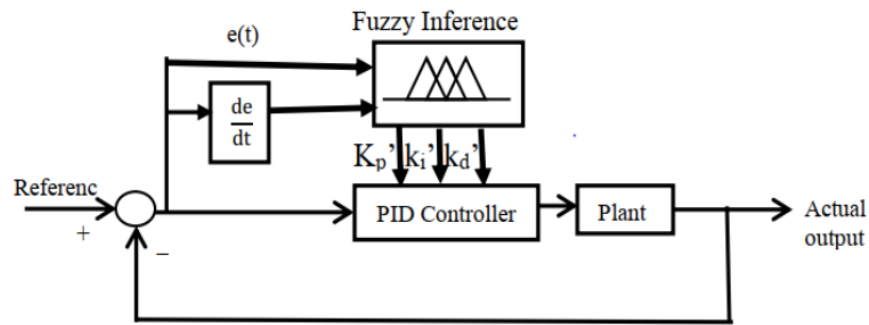 Fuzzy Inference
e(t)
de
dt
Kp’ ki’ kd’
Referenc
+
−
PID Controller
Plant
Actual
output